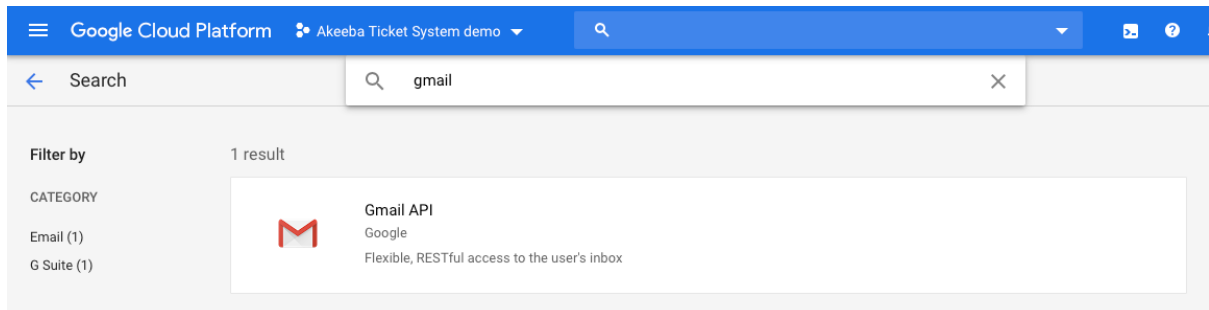 Google Cloud Platform Akeeba Ticket System demo
Search gmail
Filter by
1 result
CATEGORY
Email (1)
G Suite (1)
Gmail API
Google
Flexible, RESTful access to the user's inbox